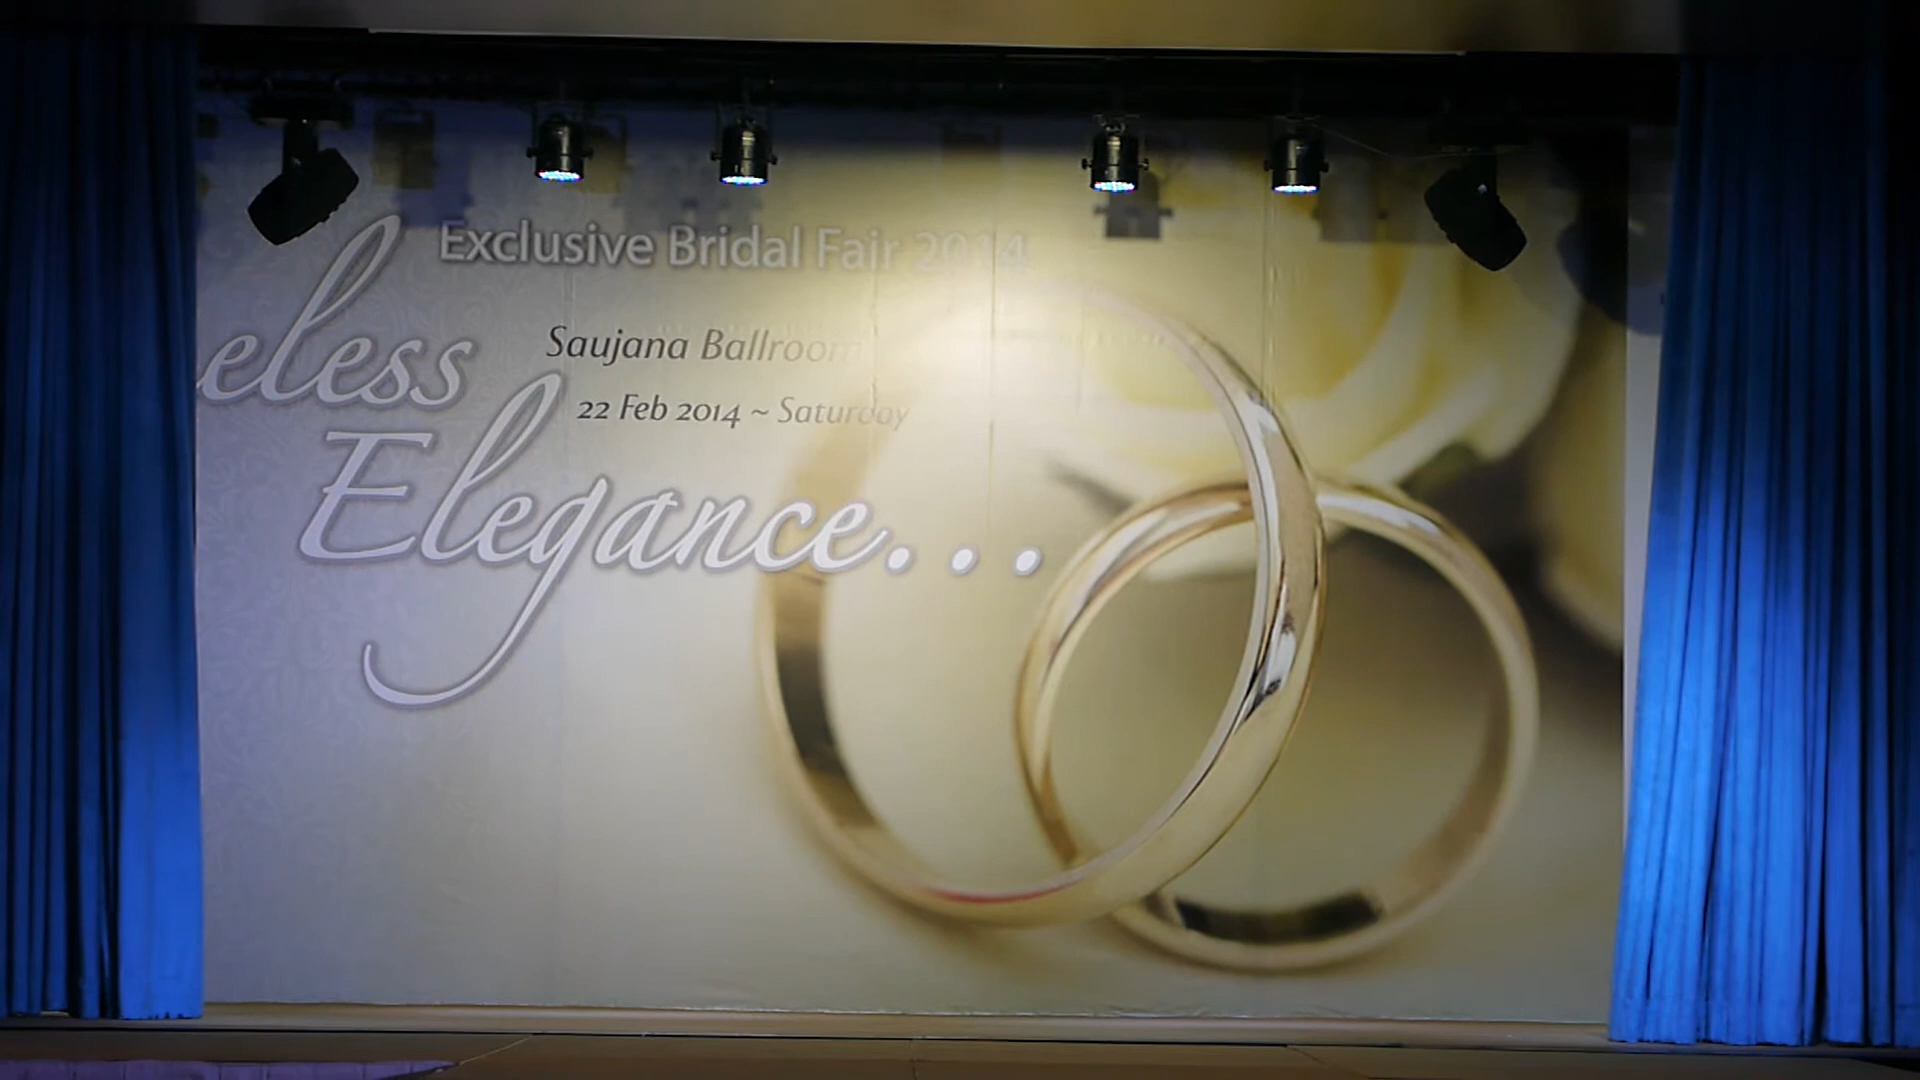 Exclusive Bridal Fair 2014
eless
Saujana Ballroom
22 Feb 2014 ~ Saturday
Elegance...